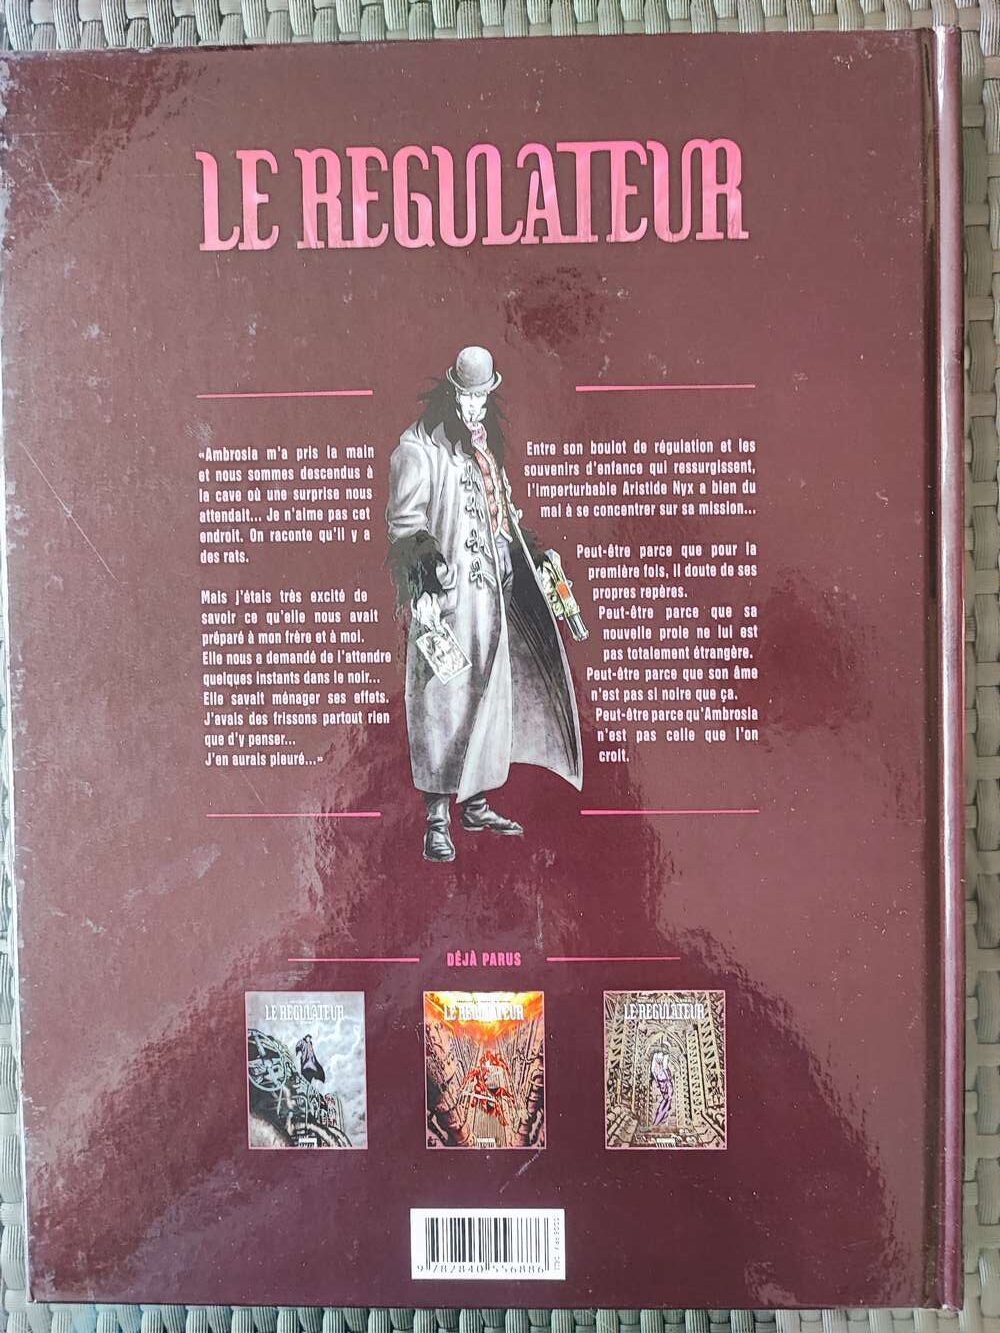 LE REGULATEUR
«Ambrosia m'a pris la main
et nous sommes descendus à
la cave où une surprise nous
attendait... Je n'aime pas cet
endroit. On raconte qu'il y a
des rats.
Mais j'étais très excité de
savoir ce qu'elle nous avait
préparé à mon frère et à moi.
Elle nous a demandé de l'attendre
quelques instants dans le noir...
Elle savait ménager ses effets.
J'avais des frissons partout rien
que d'y penser...
J'en aurais pleuré...»
Entre son boulot de régulation et les
souvenirs d'enfance qui ressurgissent,
l'imperturbable Aristide Nyx a bien du
mal à se concentrer sur sa mission...
Peut-être parce que pour la
première fois, il doute de ses
propres repères.
Peut-être parce que sa
nouvelle proie ne lui est
pas totalement étrangère.
Peut-être parce que son âme
n'est pas si noire que ça.
Peut-être parce qu'Ambrosia
n'est pas celle que l'on
croit.
DÉJÀ PARUS
LE REGULATEUR
LE REGULATEUR
LE REGULATEUR
9 782840 556886